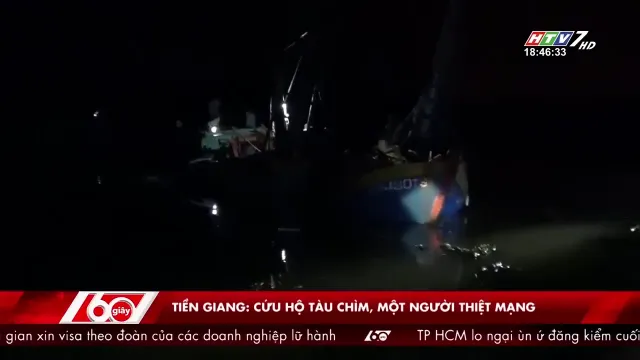 HTV7 HD
18:46:33
60 giây
TIỀN GIANG: CỨU HỘ TÀU CHÌM, MỘT NGƯỜI THIỆT MẠNG
gian xin visa theo đoàn của các doanh nghiệp lữ hành 60 TP HCM lo ngại ùn ứ đăng kiểm cuối